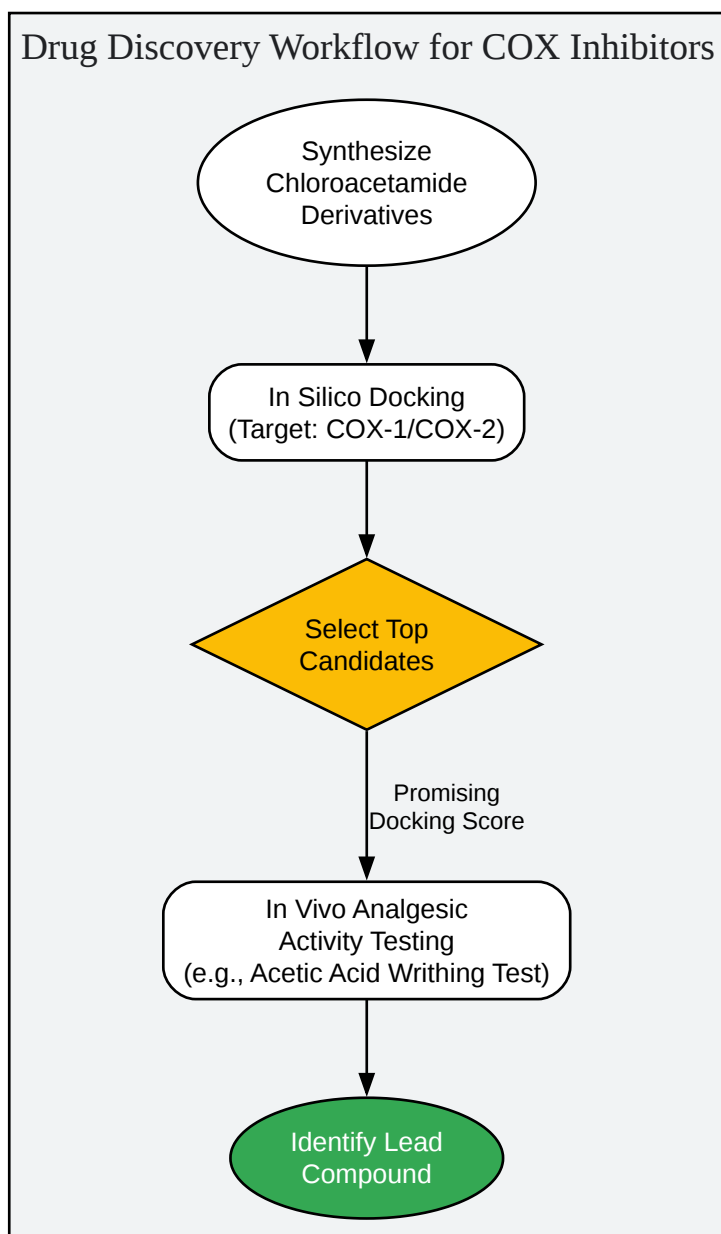 Drug Discovery Workflow for COX Inhibitors
Synthesize
Chloroacetamide
Derivatives
In Silico Docking
(Target: COX-1/COX-2)
Select Top
Candidates
Promising
Docking Score
In Vivo Analgesic
Activity Testing
(e.g., Acetic Acid Writhing Test)
Identify Lead
Compound